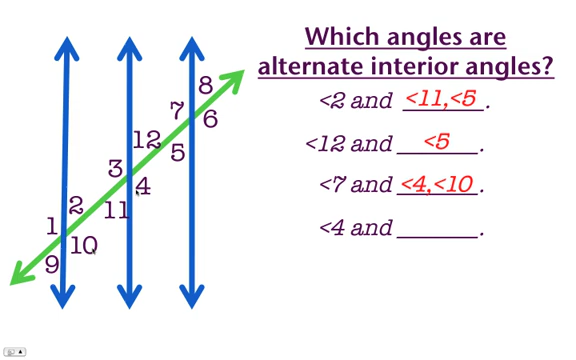 Which angles are
alternate interior angles?
<2 and <11,<5.
<12 and <5.
<7 and <4,<10.
<4 and ______.
8
7
6
12
5
3
4
2
11
1
10
9